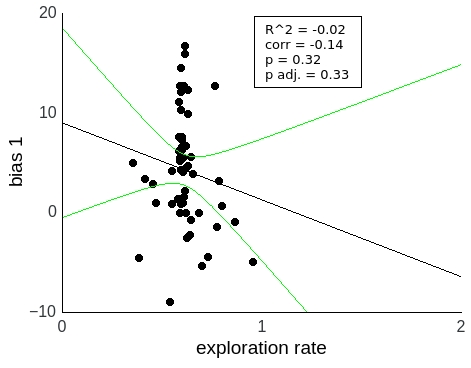 20
R^2 = -0.02
corr = -0.14
p = 0.32
p adj. = 0.33
10
bias 1
0
−10
0
1
2
exploration rate